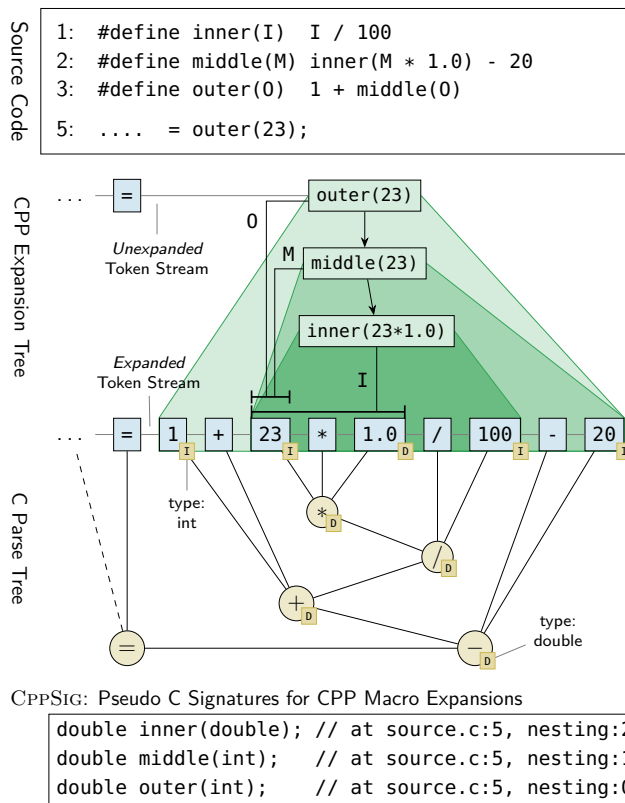 Source Code
1: #define inner(I)  I / 100
2: #define middle(M) inner(M * 1.0) - 20
3: #define outer(O)  1 + middle(O)
5: ....  = outer(23);
CPP Expansion Tree
... = outer(23)
O
Unexpanded
Token Stream
M
middle(23)
inner(23*1.0)
Expanded
Token Stream
I
... = 1 + 23 * 1.0 / 100 - 20
I I D I I
C Parse Tree
type:
int
* D
/ D
+ D
type:
double
= - D
CPPSIG: Pseudo C Signatures for CPP Macro Expansions
double inner(double); // at source.c:5, nesting:2
double middle(int);   // at source.c:5, nesting:1
double outer(int);    // at source.c:5, nesting:0